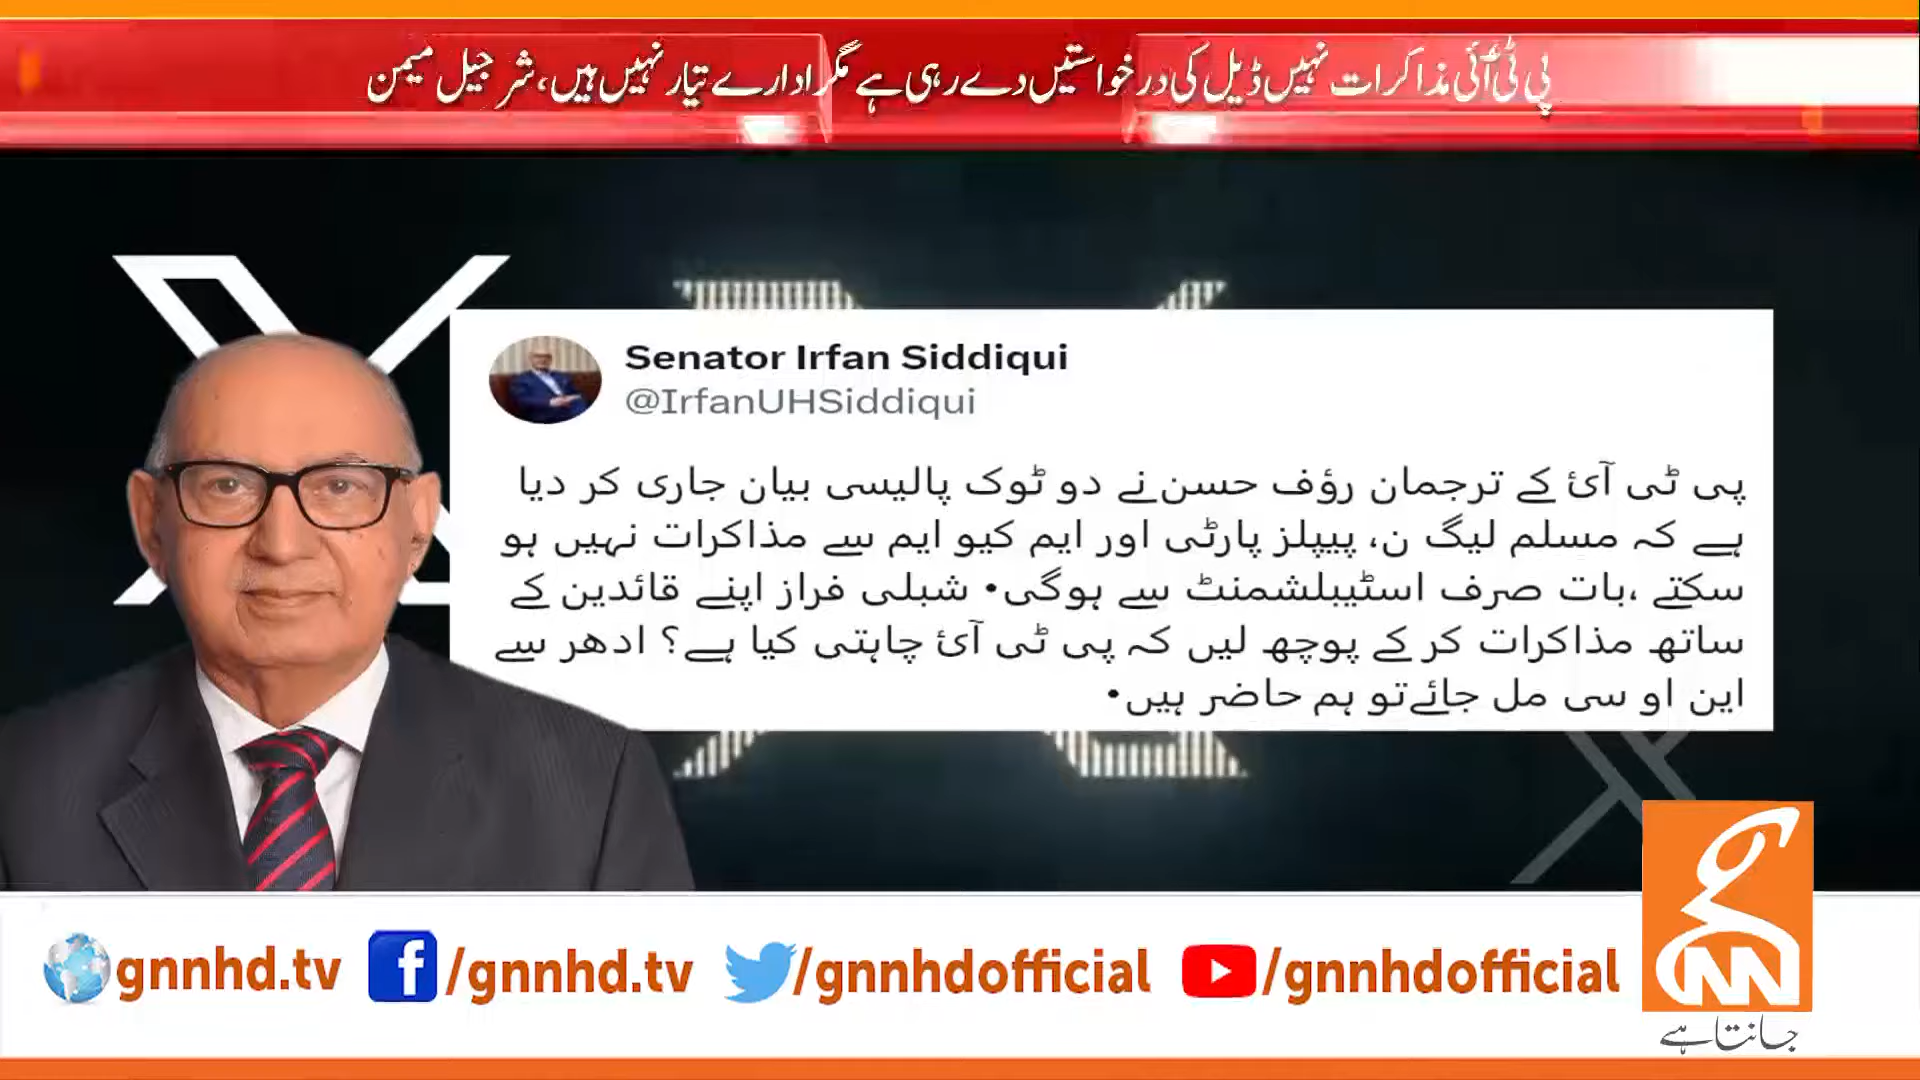 پی ٹی آئی مذاکرات نہیں ڈیل کی درخواستیں دے رہی ہے مگر ادارے تیار نہیں ہیں، شرجیل میمن
Senator Irfan Siddiqui
@IrfanUHSiddiqui
پی ٹی آئ کے ترجمان رؤف حسن نے دو ٹوک پالیسی بیان جاری کر دیا
ہے کہ مسلم لیگ ن، پیپلز پارٹی اور ایم کیو ایم سے مذاکرات نہیں ہو
سکتے ،بات صرف اسٹیبلشمنٹ سے ہوگی• شبلی فراز اپنے قائدین کے
ساتھ مذاکرات کر کے پوچھ لیں کہ پی ٹی آئ چاہتی کیا ہے؟ ادھر سے
این او سی مل جائے تو ہم حاضر ہیں•
gnnhd.tv /gnnhd.tv /gnnhdofficial /gnnhdofficial
GNN
جانتا ہے